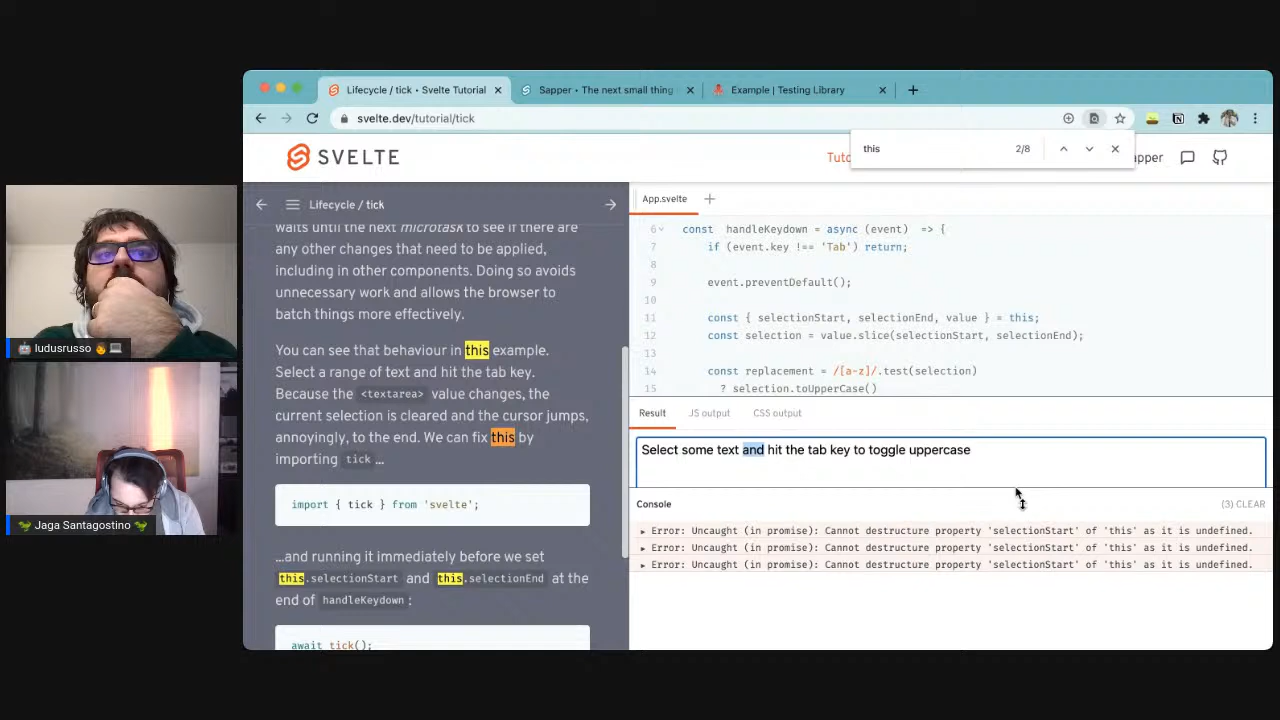 Lifecycle / tick • Svelte Tutorial
Sapper • The next small thing
Example | Testing Library
svelte.dev/tutorial/tick
this
2/8
SVELTE
Tuto
apper
Lifecycle / tick
waits until the next microtask to see if there are
any other changes that need to be applied,
including in other components. Doing so avoids
unnecessary work and allows the browser to
batch things more effectively.
You can see that behaviour in this example.
Select a range of text and hit the tab key.
Because the <textarea> value changes, the
current selection is cleared and the cursor jumps,
annoyingly, to the end. We can fix this by
importing tick ...
import { tick } from 'svelte';
...and running it immediately before we set
this.selectionStart and this.selectionEnd at the
end of handleKeydown :
await tick();
App.svelte
6 const handleKeydown = async (event) => {
7 if (event.key !== 'Tab') return;
8
9 event.preventDefault();
10
11 const { selectionStart, selectionEnd, value } = this;
12 const selection = value.slice(selectionStart, selectionEnd);
13
14 const replacement = /[a-z]/.test(selection)
15 ? selection.toUpperCase()
Result JS output CSS output
Select some text and hit the tab key to toggle uppercase
Console
(3) CLEAR
Error: Uncaught (in promise): Cannot destructure property 'selectionStart' of 'this' as it is undefined.
Error: Uncaught (in promise): Cannot destructure property 'selectionStart' of 'this' as it is undefined.
Error: Uncaught (in promise): Cannot destructure property 'selectionStart' of 'this' as it is undefined.
ludusrusso
Jaga Santagostino